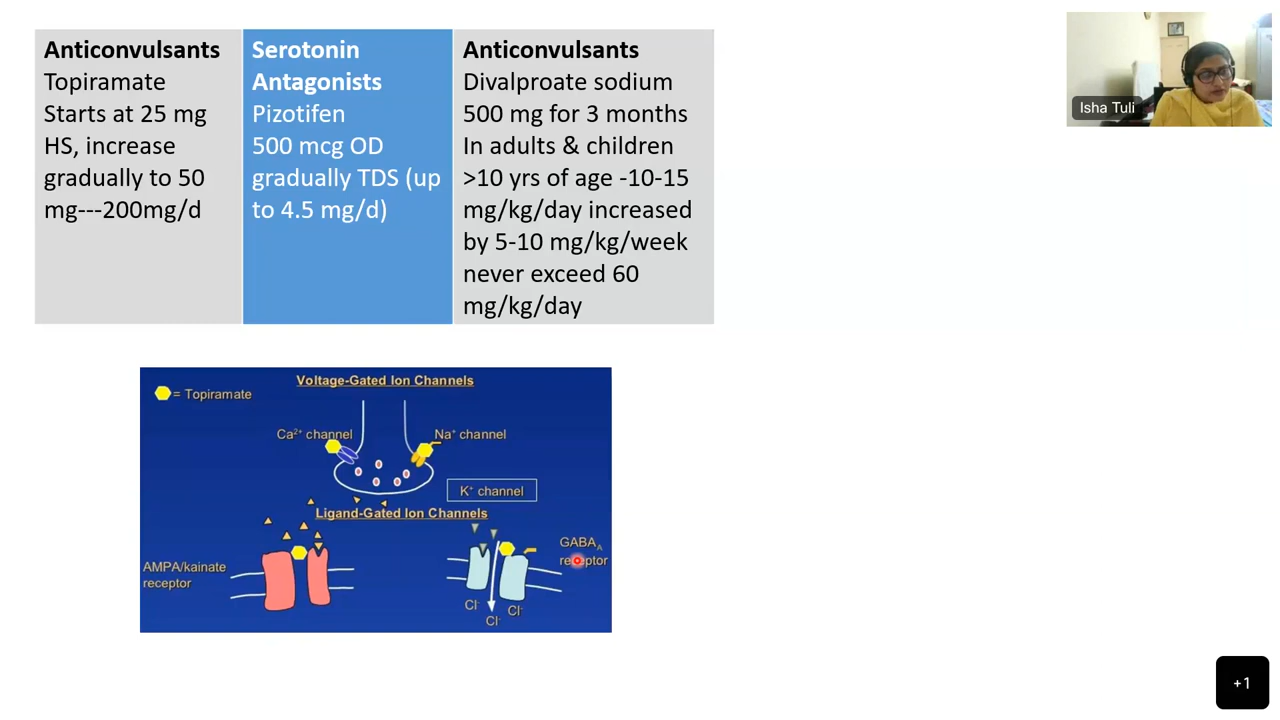 Anticonvulsants
Topiramate
Starts at 25 mg
HS, increase
gradually to 50
mg---200mg/d
Serotonin
Antagonists
Pizotifen
500 mcg OD
gradually TDS (up
to 4.5 mg/d)
Anticonvulsants
Divalproate sodium
500 mg for 3 months
In adults & children
>10 yrs of age -10-15
mg/kg/day increased
by 5-10 mg/kg/week
never exceed 60
mg/kg/day
Isha Tuli
Voltage-Gated Ion Channels
= Topiramate
Ca²⁺ channel
Na⁺ channel
K⁺ channel
Ligand-Gated Ion Channels
AMPA/kainate
receptor
GABA_A
receptor
Cl⁻
Cl⁻
Cl⁻
+1